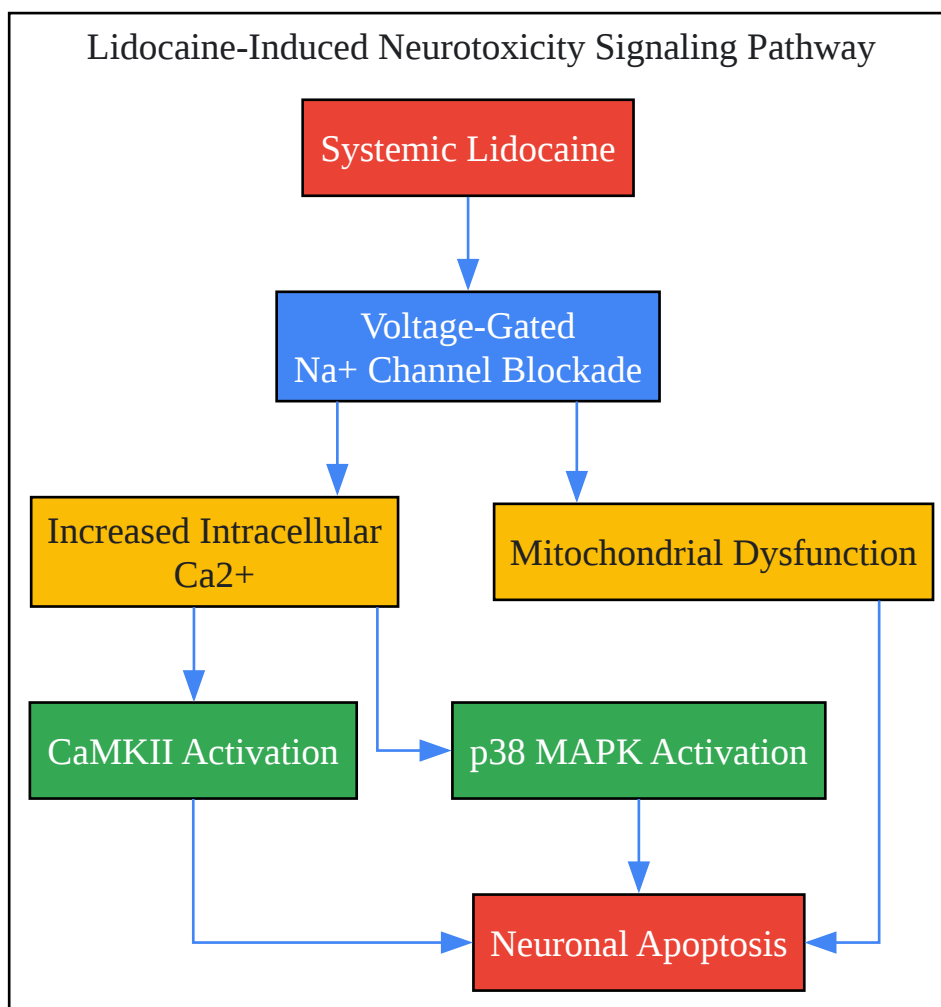 Lidocaine-Induced Neurotoxicity Signaling Pathway
Systemic Lidocaine
Voltage-Gated
Na+ Channel Blockade
Increased Intracellular
Ca2+
Mitochondrial Dysfunction
CaMKII Activation
p38 MAPK Activation
Neuronal Apoptosis